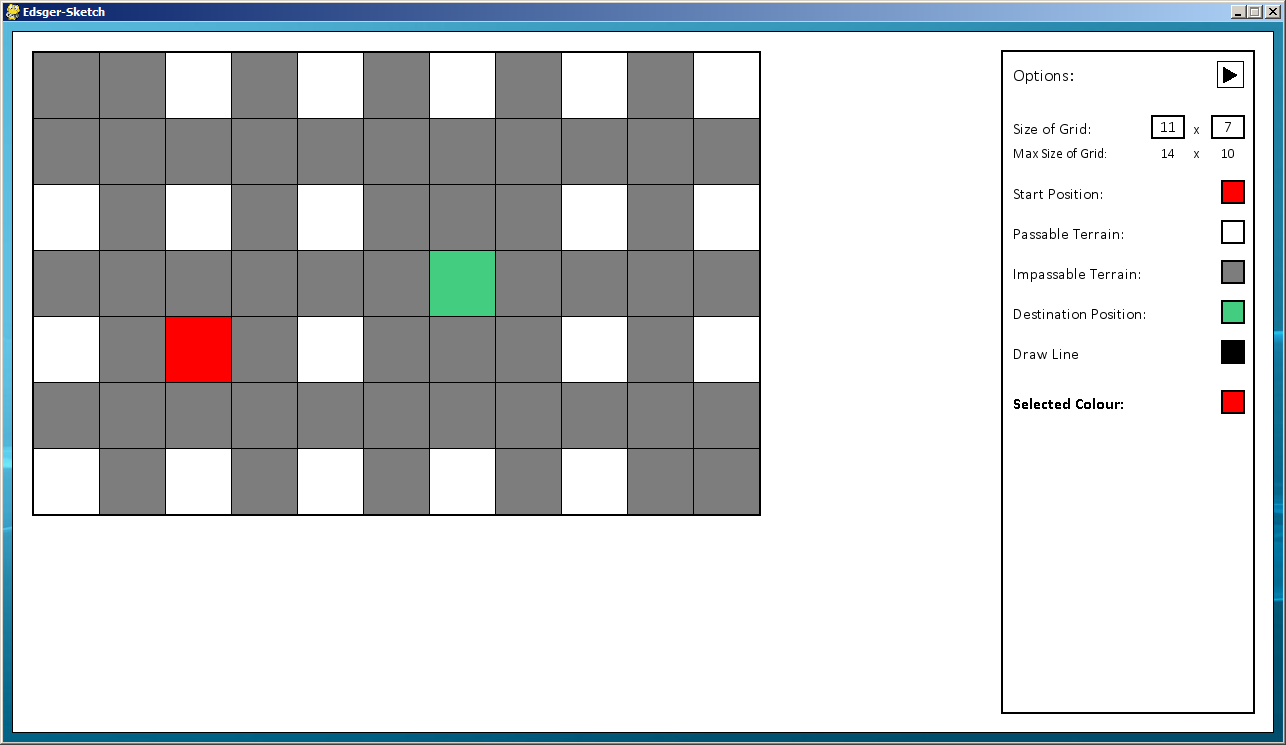 Edsger-Sketch
Options:
Size of Grid: 11 x 7
Max Size of Grid: 14 x 10
Start Position:
Passable Terrain:
Impassable Terrain:
Destination Position:
Draw Line
Selected Colour: